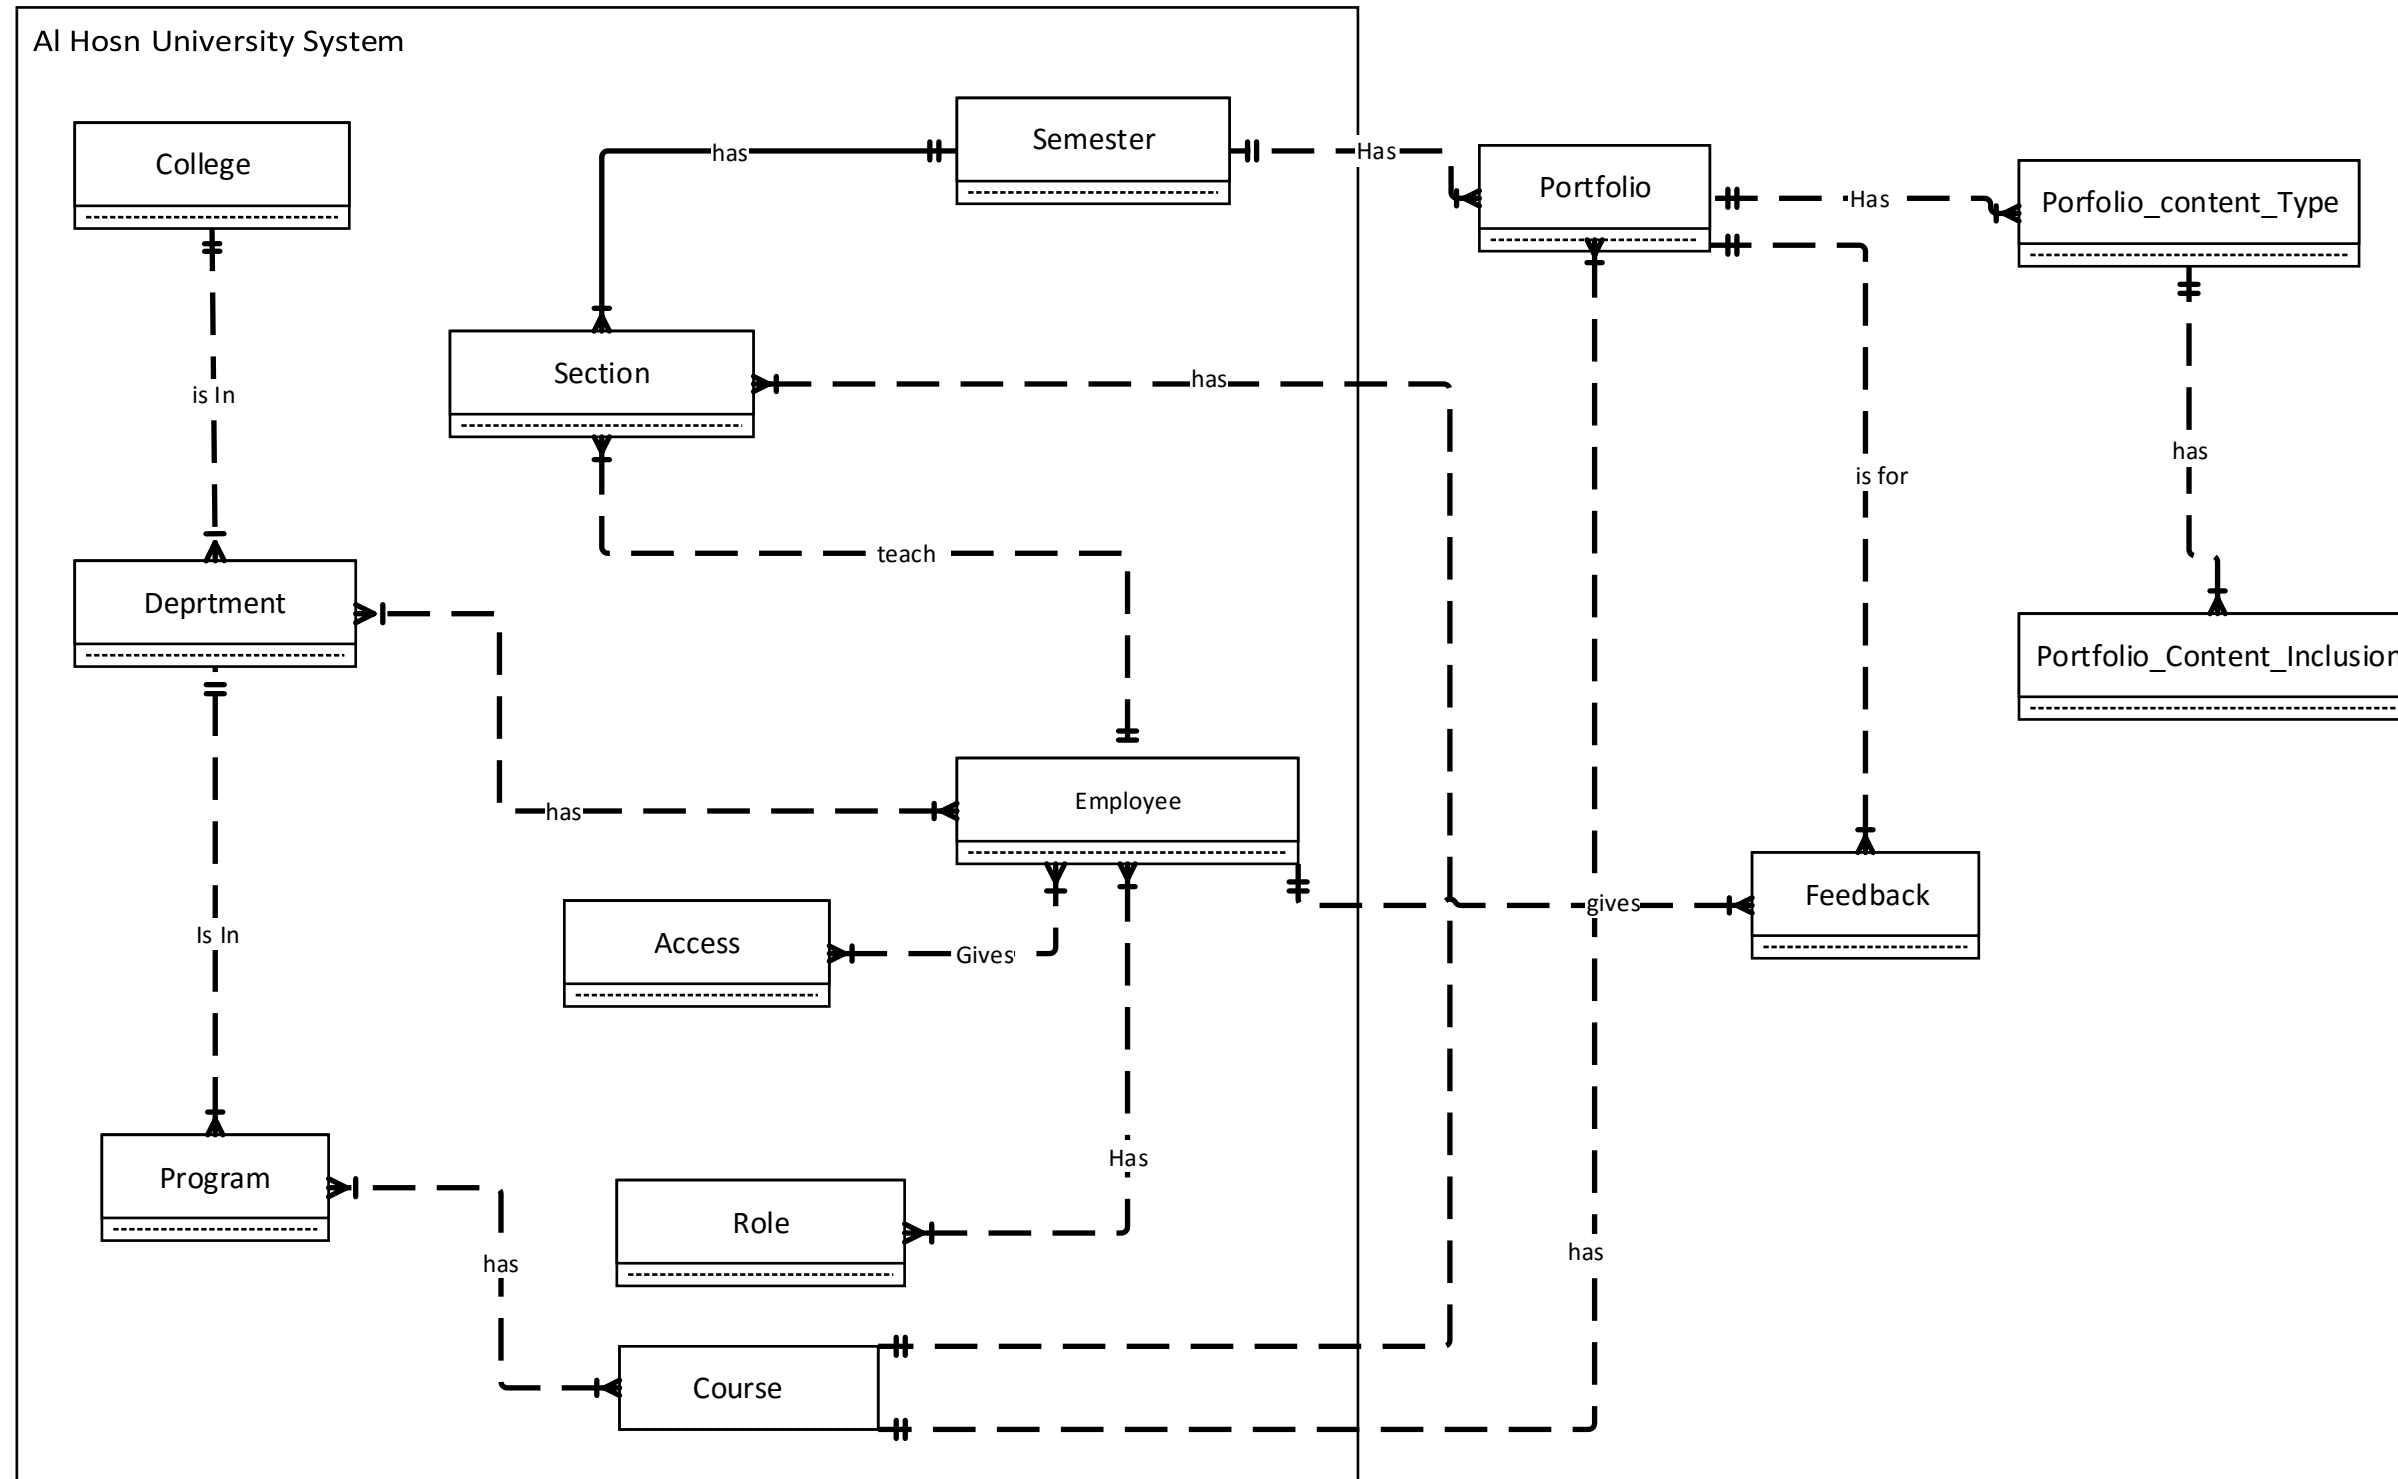 Al Hosn University System
Semester
College
has
Has
Portfolio
Has
Porfolio_content_Type
Section
has
is In
has
is for
teach
Deprtment
Portfolio_Content_Inclusion
Employee
has
Feedback
gives
Access
Gives
Is In
Has
Program
Role
has
has
Course